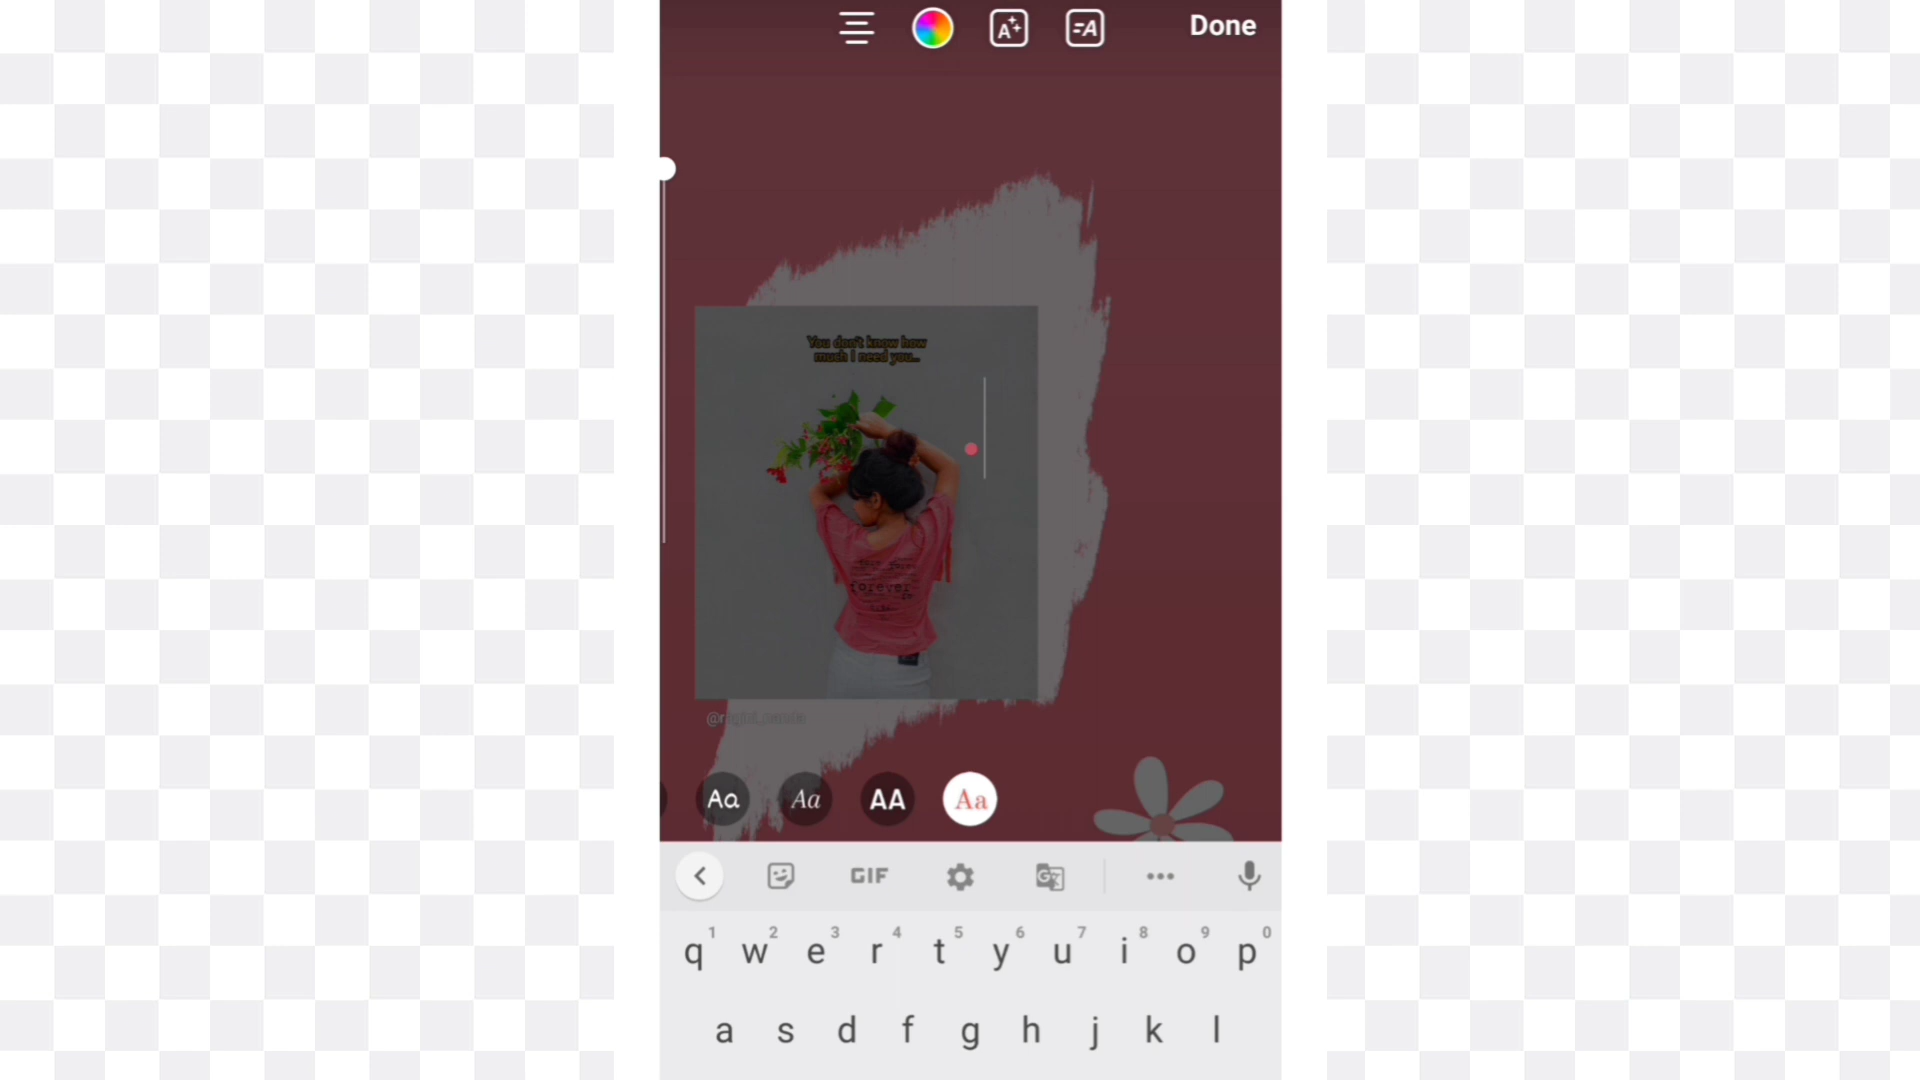 Done
You don't know how
much I need you...
forever
Aa
Aa
AA
Aa
GIF
1 2 3 4 5 6 7 8 9 0
q w e r t y u i o p
a s d f g h j k l